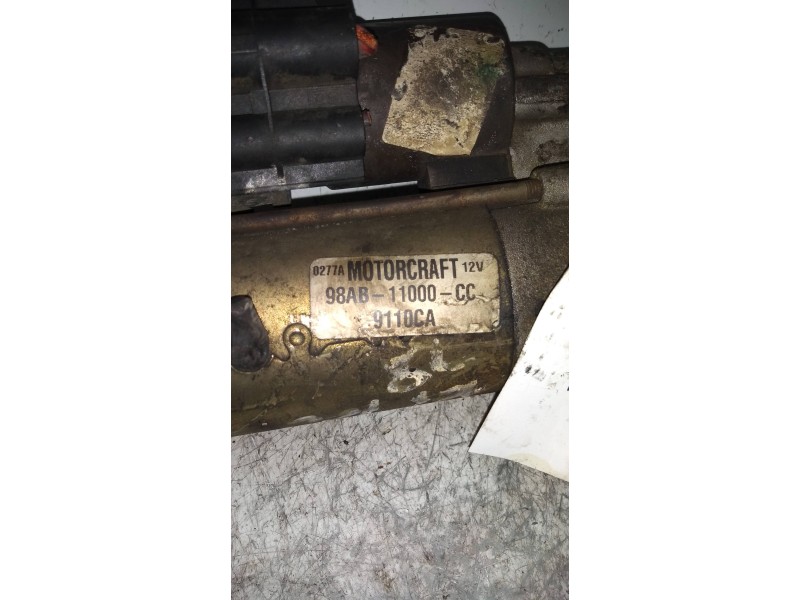 0277A MOTORCRAFT 12V
98AB-11000-CC
9110CA